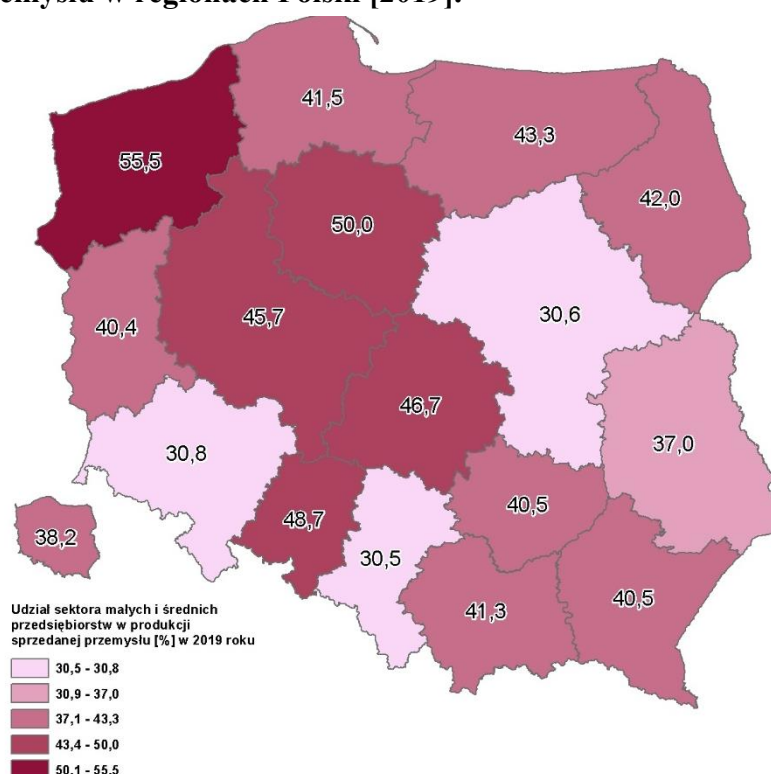 w regionach Polski [2019].
41,5
43,3
55,5
42,0
50,0
45,7
30,6
40,4
46,7
37,0
30,8
40,5
48,7
38,2
30,5
41,3
40,5
Udział sektora małych i średnich
przedsiębiorstw w produkcji
sprzedanej przemysłu [%] w 2019 roku
30,5 - 30,8
30,9 - 37,0
37,1 - 43,3
43,4 - 50,0
50,1 - 55,5